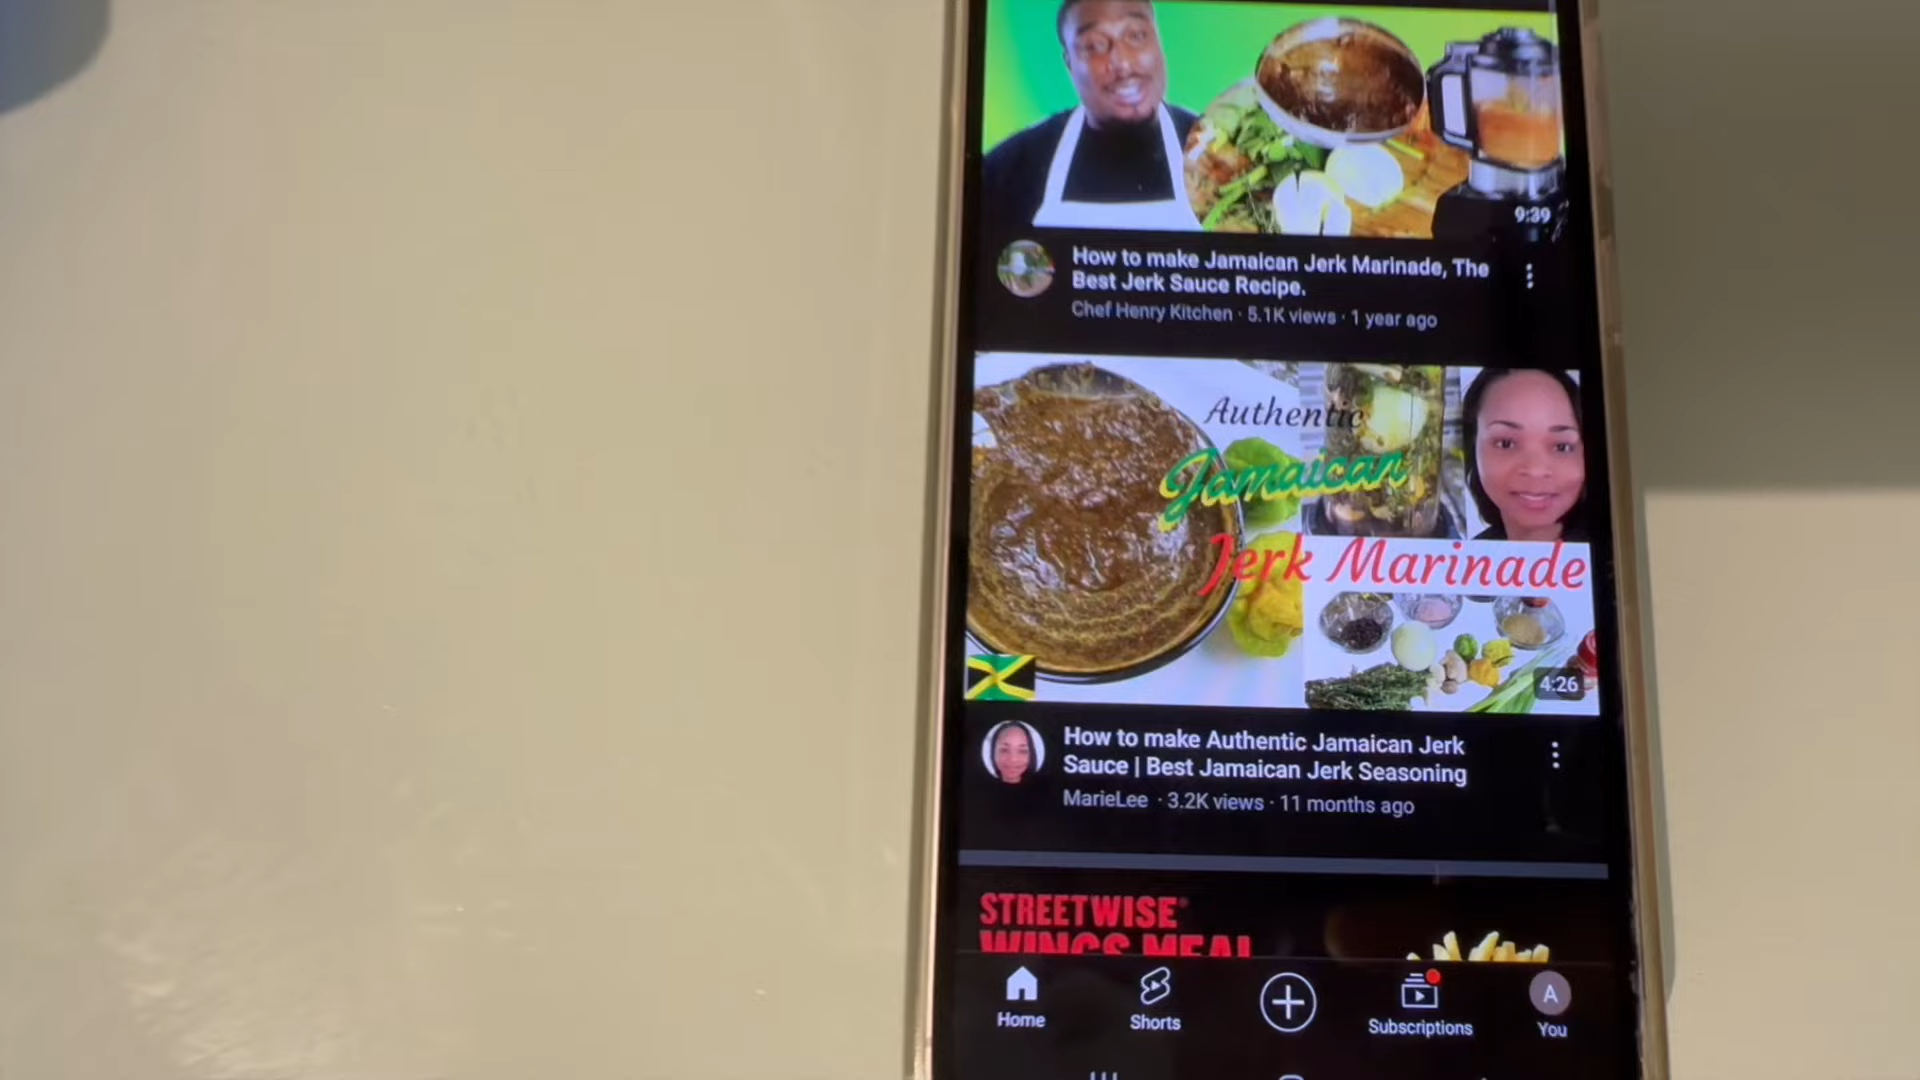 9:39
How to make Jamaican Jerk Marinade, The
Best Jerk Sauce Recipe.
Chef Henry Kitchen · 5.1K views · 1 year ago
Authentic
Jamaican
Jerk Marinade
4:26
How to make Authentic Jamaican Jerk
Sauce | Best Jamaican Jerk Seasoning
MarieLee · 3.2K views · 11 months ago
STREETWISE®
WINGS MEAL
Home
Shorts
Subscriptions
A
You